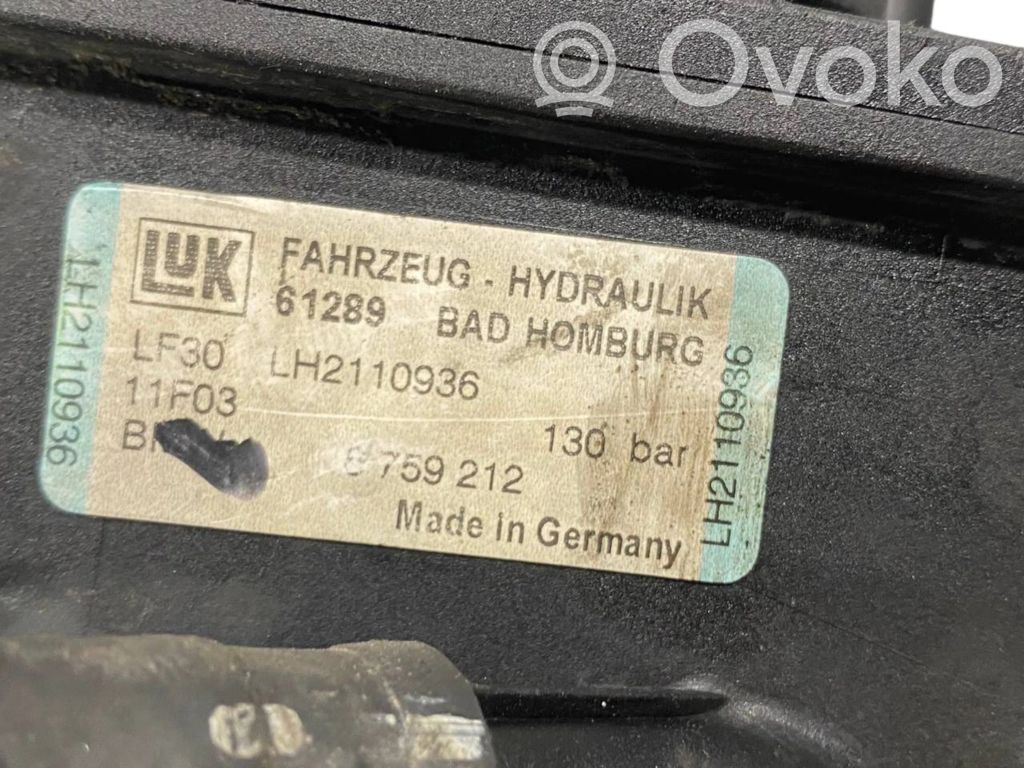 Ovoko
LuK
FAHRZEUG - HYDRAULIK
61289 BAD HOMBURG
LF30 LH2110936
11F03
130 bar
759 212
Made in Germany
LH2110936
LH2110936